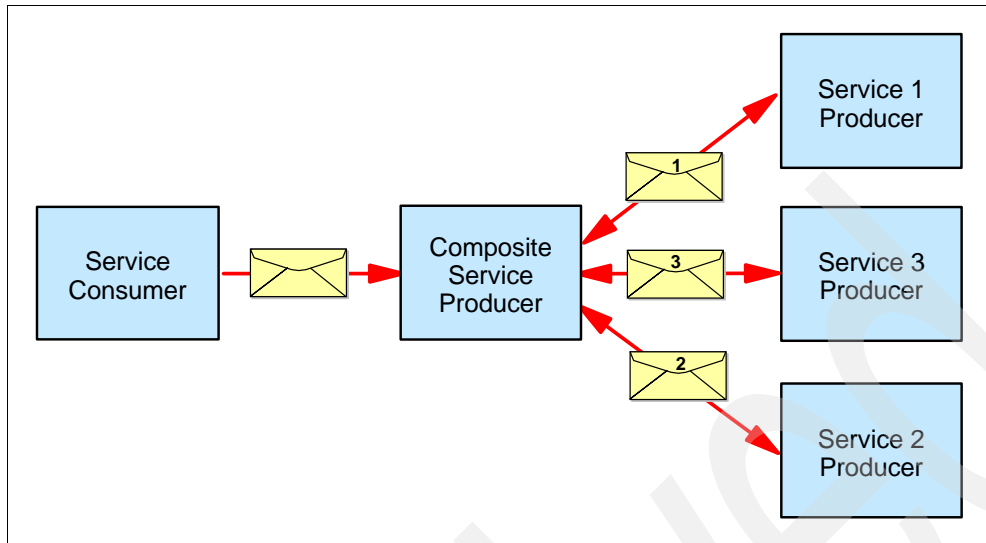 Service 1
Producer
1
Service
Consumer
Composite
Service
Producer
3
Service 3
Producer
2
Service 2
Producer